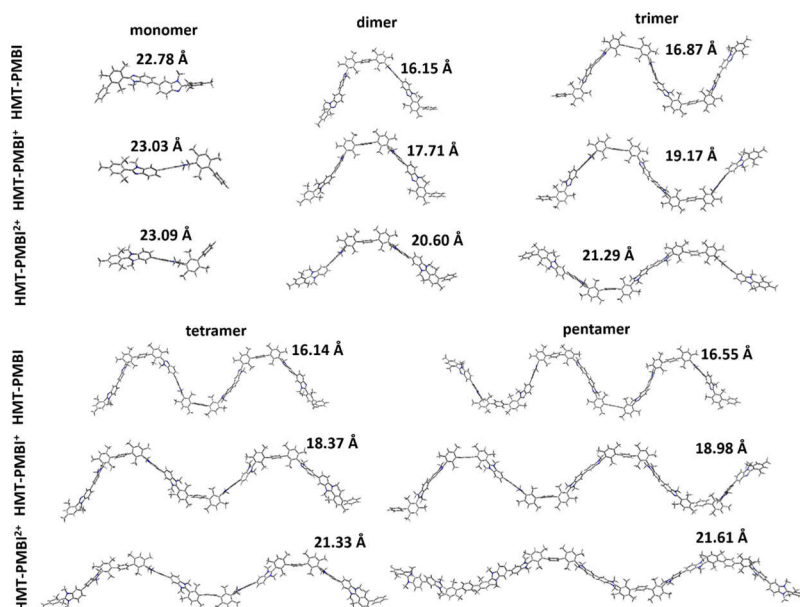 monomer dimer trimer
HMT-PMBI 22.78 Å 16.15 Å 16.87 Å
HMT-PMBI⁺ 23.03 Å 17.71 Å 19.17 Å
HMT-PMBI²⁺ 23.09 Å 20.60 Å 21.29 Å
tetramer pentamer
HMT-PMBI 16.14 Å 16.55 Å
HMT-PMBI⁺ 18.37 Å 18.98 Å
HMT-PMBI²⁺ 21.33 Å 21.61 Å